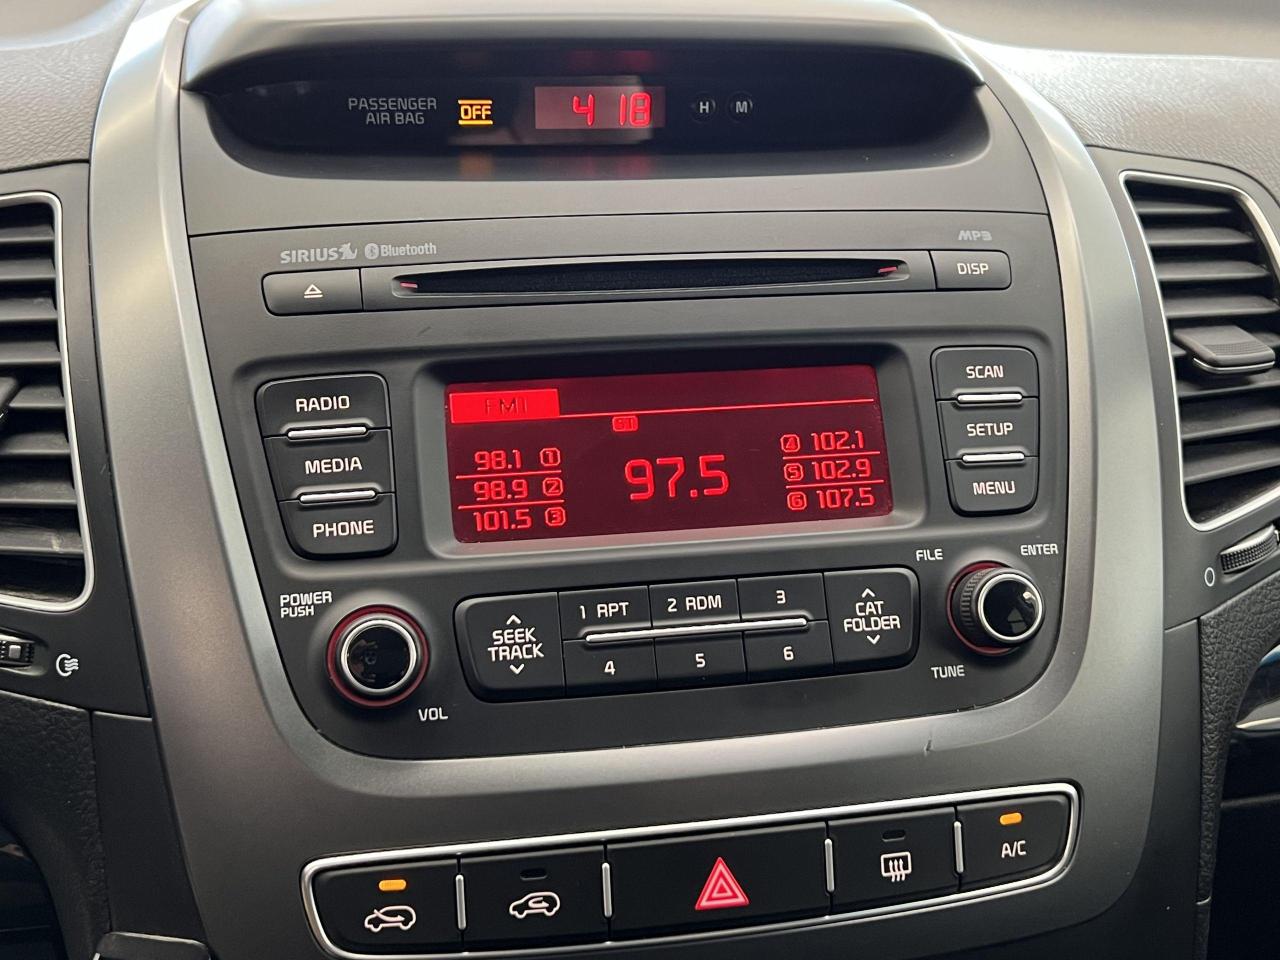 PASSENGER
AIR BAG
OFF
4 18
H
M
SIRIUS
Bluetooth
MP3
DISP
RADIO
MEDIA
PHONE
FM1
ST
98.1 1
98.9 2
101.5 3
97.5
4 102.1
5 102.9
6 107.5
SCAN
SETUP
MENU
POWER
PUSH
VOL
SEEK
TRACK
1 RPT
2 RDM
3
4
5
6
CAT
FOLDER
FILE
ENTER
TUNE
0
A/C